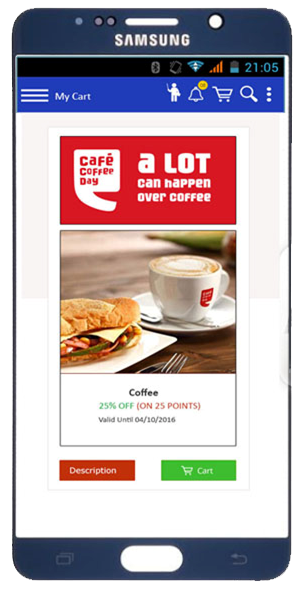 SAMSUNG
21:05
My Cart
Café
Coffee
Day
a LOT
can happen
over coffee
Coffee
25% OFF (ON 25 POINTS)
Valid Until 04/10/2016
Description
Cart